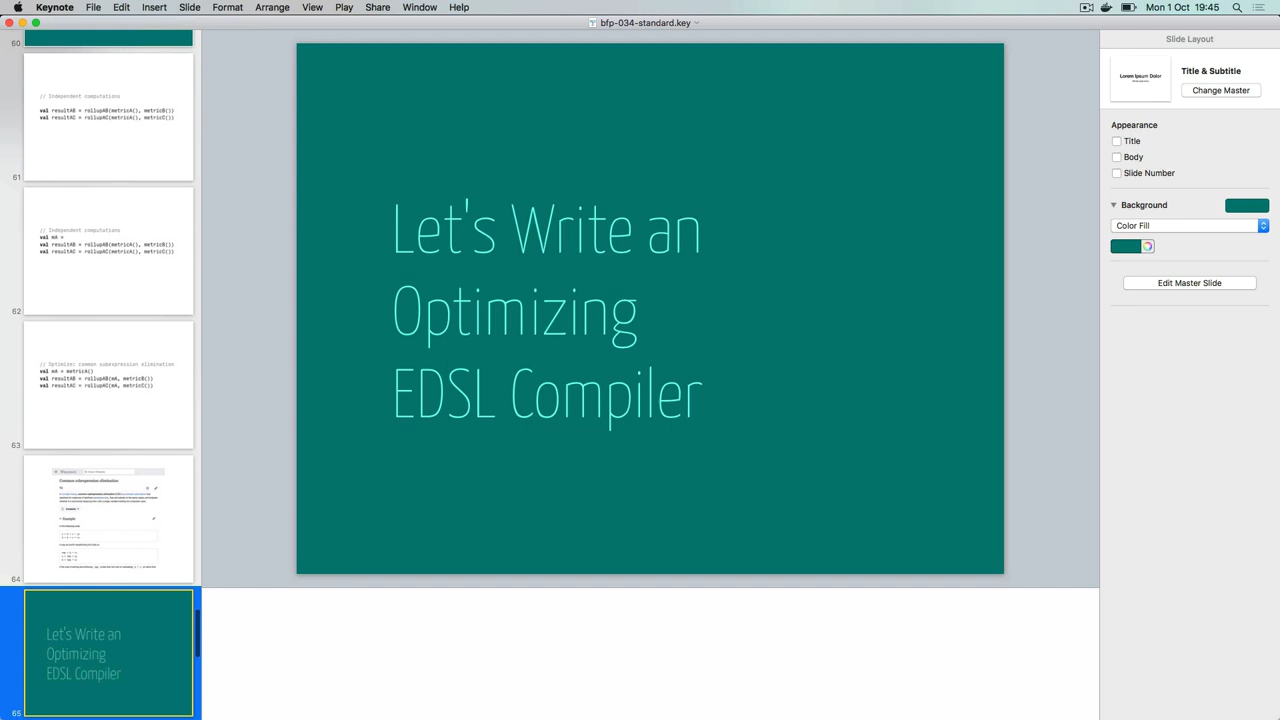 Keynote File Edit Insert Slide Format Arrange View Play Share Window Help Mon 1 Oct 19:45
bfp-034-standard.key
60
// Independent computations
val resultAB = rollupAB(metricA(), metricB())
val resultAC = rollupAC(metricA(), metricC())
61
// Independent computations
val mA =
val resultAB = rollupAB(metricA(), metricB())
val resultAC = rollupAC(metricA(), metricC())
62
// Optimize: common subexpression elimination
val mA = metricA()
val resultAB = rollupAB(mA, metricB())
val resultAC = rollupAC(mA, metricC())
63
Common subexpression elimination
Example
64
Let's Write an
Optimizing
EDSL Compiler
65
Let's Write an
Optimizing
EDSL Compiler
Slide Layout
Lorem Ipsum Dolor
Title & Subtitle
Change Master
Appearance
Title
Body
Slide Number
Background
Color Fill
Edit Master Slide